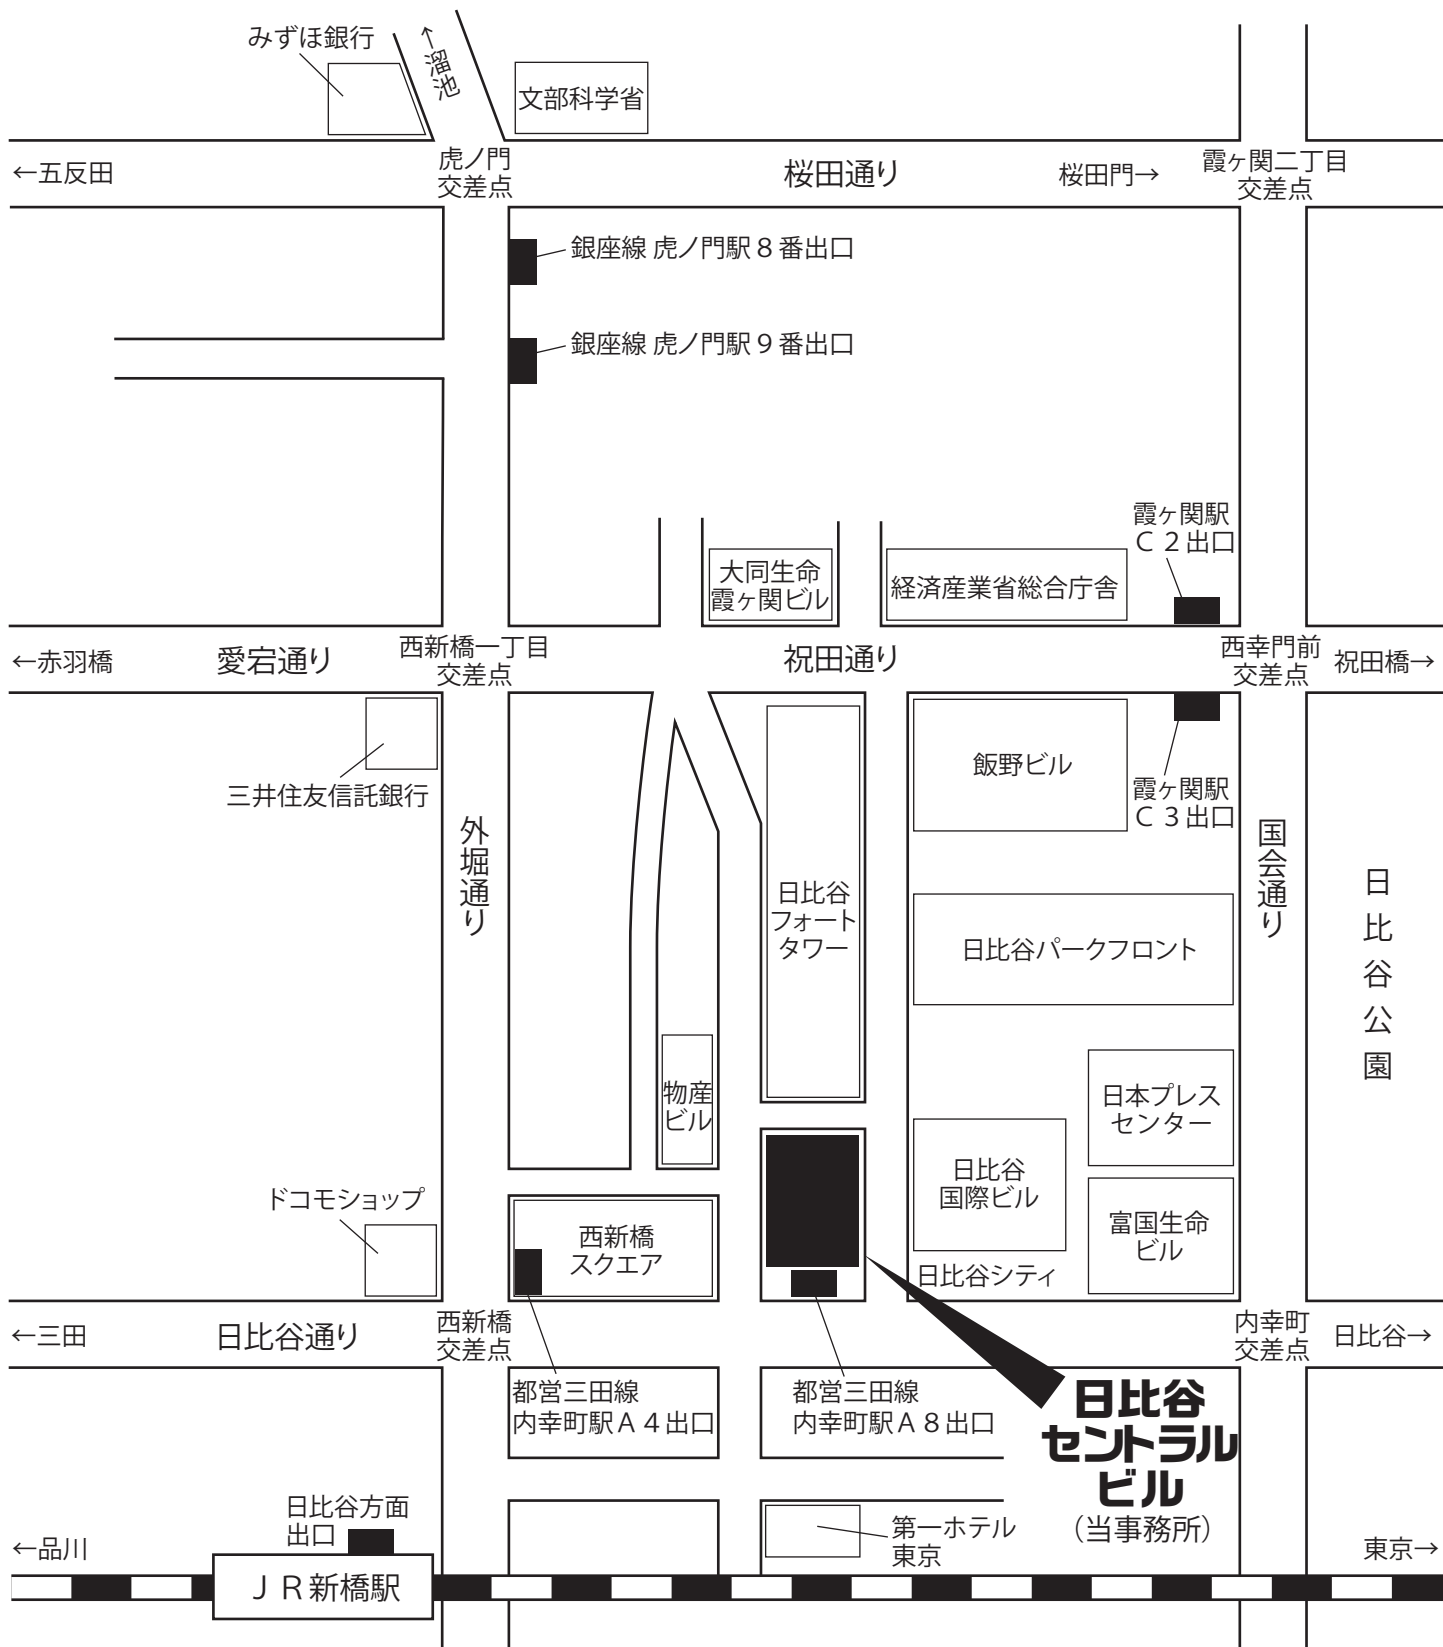 みずほ銀行
←溜池
文部科学省
←五反田
虎ノ門
交差点
桜田通り
桜田門→
霞ヶ関二丁目
交差点
銀座線 虎ノ門駅８番出口
銀座線 虎ノ門駅９番出口
霞ヶ関駅
Ｃ２出口
大同生命
霞ヶ関ビル
経済産業省総合庁舎
←赤羽橋
愛宕通り
西新橋一丁目
交差点
祝田通り
西幸門前
交差点
祝田橋→
三井住友信託銀行
飯野ビル
霞ヶ関駅
Ｃ３出口
外堀通り
国会通り
日比谷公園
日比谷
フォート
タワー
日比谷パークフロント
物産
ビル
日本プレス
センター
日比谷
国際ビル
ドコモショップ
西新橋
スクエア
富国生命
ビル
日比谷シティ
←三田
日比谷通り
西新橋
交差点
内幸町
交差点
日比谷→
都営三田線
内幸町駅Ａ４出口
都営三田線
内幸町駅Ａ８出口
日比谷
セントラル
ビル
（当事務所）
日比谷方面
出口
第一ホテル
東京
←品川
ＪＲ新橋駅
東京→